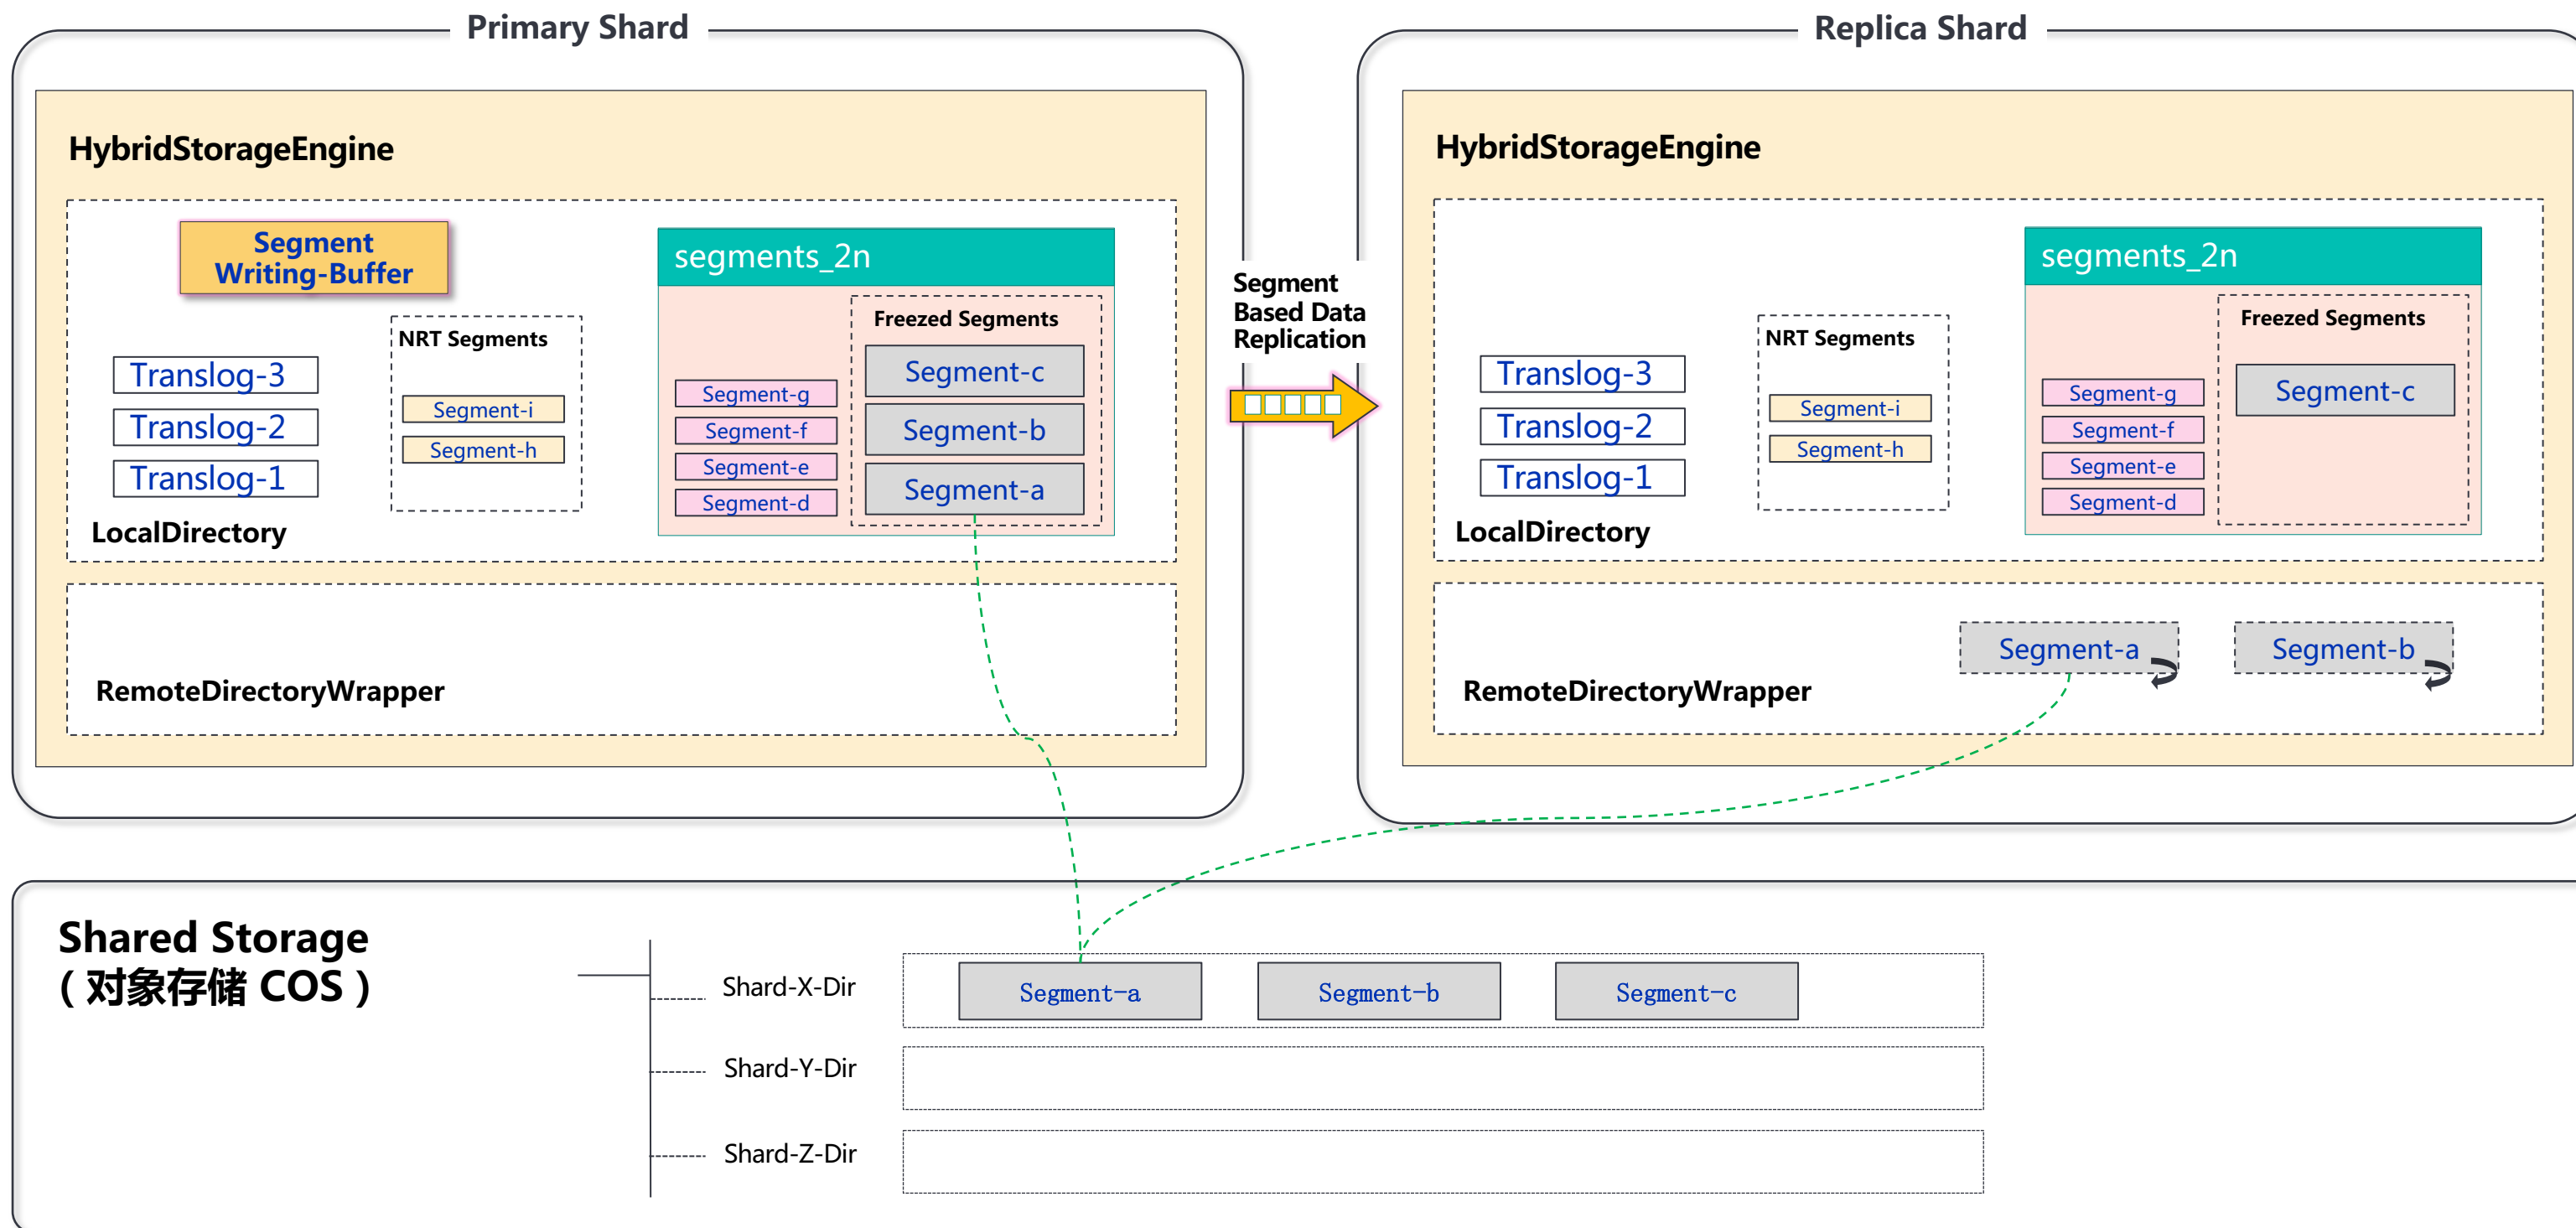 Primary Shard
HybridStorageEngine
Segment
Writing-Buffer
Translog-3
Translog-2
Translog-1
NRT Segments
Segment-i
Segment-h
segments_2n
Segment-g
Segment-f
Segment-e
Segment-d
Freezed Segments
Segment-c
Segment-b
Segment-a
LocalDirectory
RemoteDirectoryWrapper
Segment
Based Data
Replication
Replica Shard
HybridStorageEngine
Translog-3
Translog-2
Translog-1
NRT Segments
Segment-i
Segment-h
segments_2n
Segment-g
Segment-f
Segment-e
Segment-d
Freezed Segments
Segment-c
LocalDirectory
Segment-a
Segment-b
RemoteDirectoryWrapper
Shared Storage
(对象存储 COS)
Shard-X-Dir
Segment-a
Segment-b
Segment-c
Shard-Y-Dir
Shard-Z-Dir